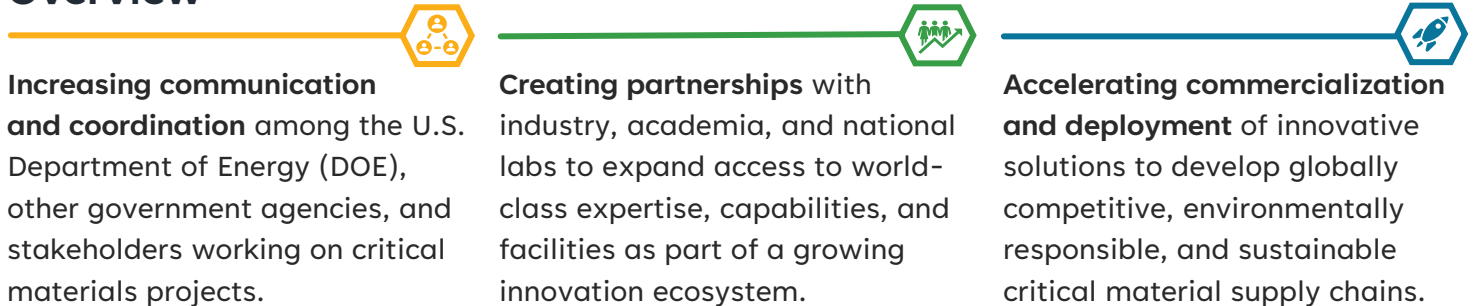 Overview
Increasing communication
and coordination among the U.S.
Department of Energy (DOE),
other government agencies, and
stakeholders working on critical
materials projects.
Creating partnerships with
industry, academia, and national
labs to expand access to world-
class expertise, capabilities, and
facilities as part of a growing
innovation ecosystem.
Accelerating commercialization
and deployment of innovative
solutions to develop globally
competitive, environmentally
responsible, and sustainable
critical material supply chains.